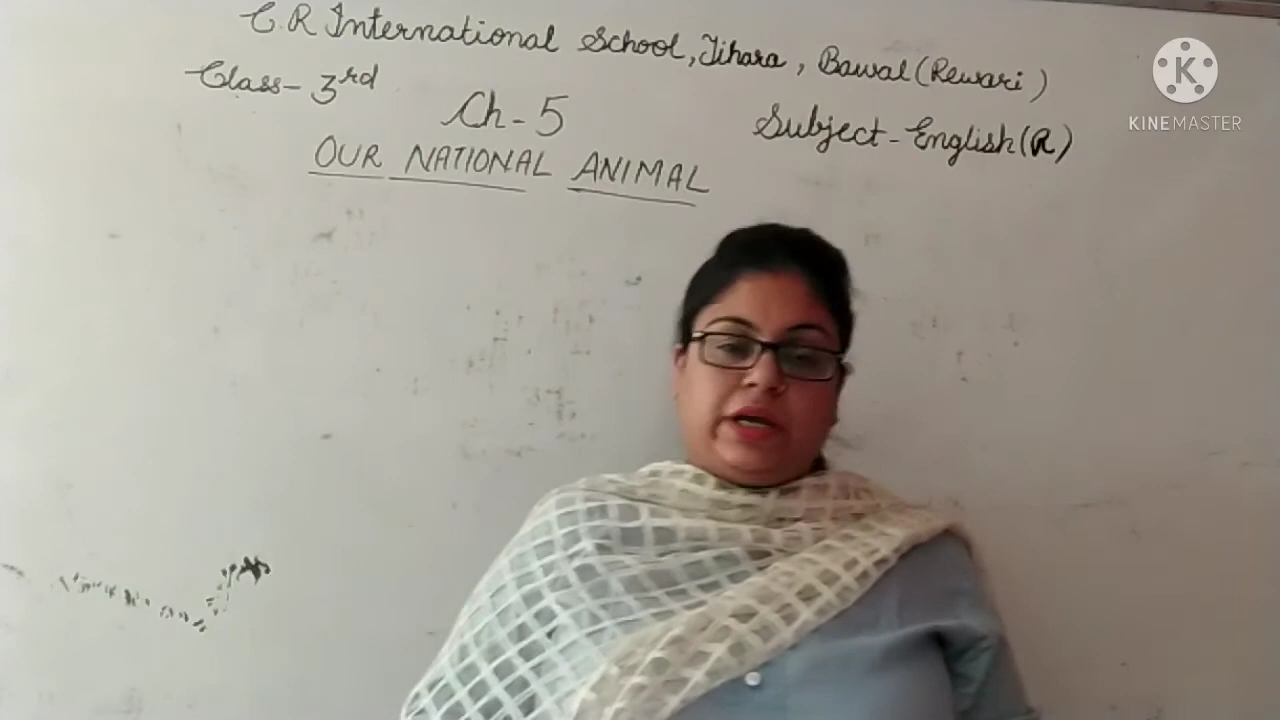 C.R International School, Jihara, Bawal (Rewari)
Class- 3rd
Ch-5
Subject-English(R)
OUR NATIONAL ANIMAL
K
KINEMASTER